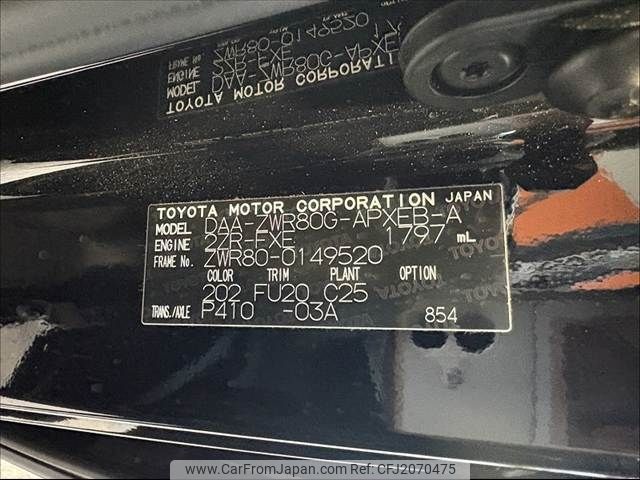 TOYOTA MOTOR CORPORATION JAPAN
MODEL DAA-ZWR80G-APXEB-A
ENGINE 2ZR-FXE 1797 mL
FRAME No. ZWR80-0149520
COLOR TRIM PLANT OPTION
202 FU20 C25
TRANS./AXLE P410 -03A 854
www.CarFromJapan.com | Ref: CFJ2070475